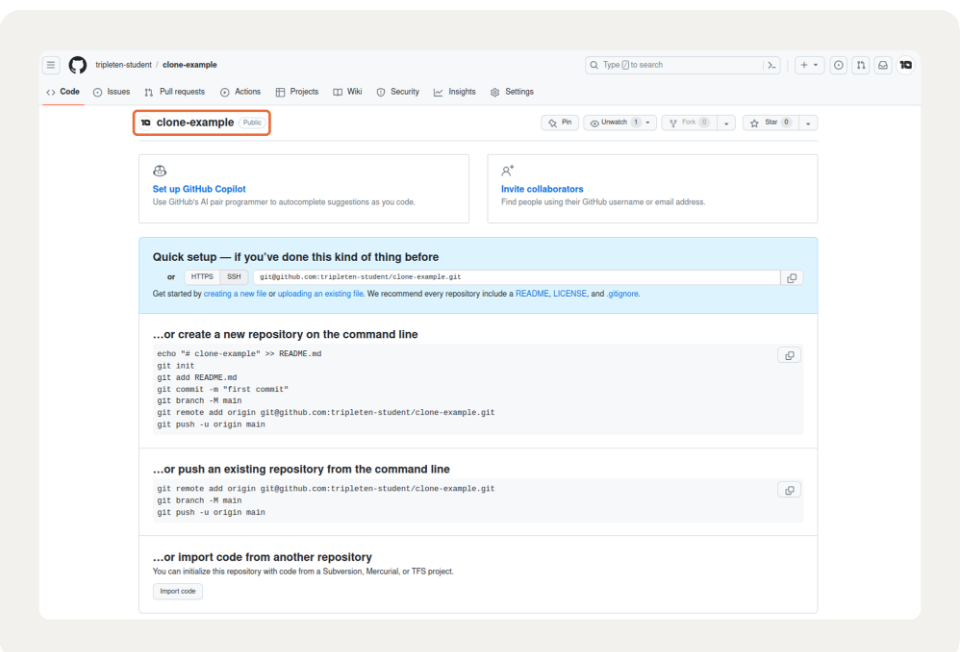 tripleten-student / clone-example
Type / to search
Code Issues Pull requests Actions Projects Wiki Security Insights Settings
clone-example Public
Pin Unwatch 1 Fork 0 Star 0
Set up GitHub Copilot
Use GitHub's AI pair programmer to autocomplete suggestions as you code.
Invite collaborators
Find people using their GitHub username or email address.
Quick setup — if you've done this kind of thing before
or HTTPS SSH git@github.com:tripleten-student/clone-example.git
Get started by creating a new file or uploading an existing file. We recommend every repository include a README, LICENSE, and .gitignore.
…or create a new repository on the command line
echo "# clone-example" >> README.md
git init
git add README.md
git commit -m "first commit"
git branch -M main
git remote add origin git@github.com:tripleten-student/clone-example.git
git push -u origin main
…or push an existing repository from the command line
git remote add origin git@github.com:tripleten-student/clone-example.git
git branch -M main
git push -u origin main
…or import code from another repository
You can initialize this repository with code from a Subversion, Mercurial, or TFS project.
Import code